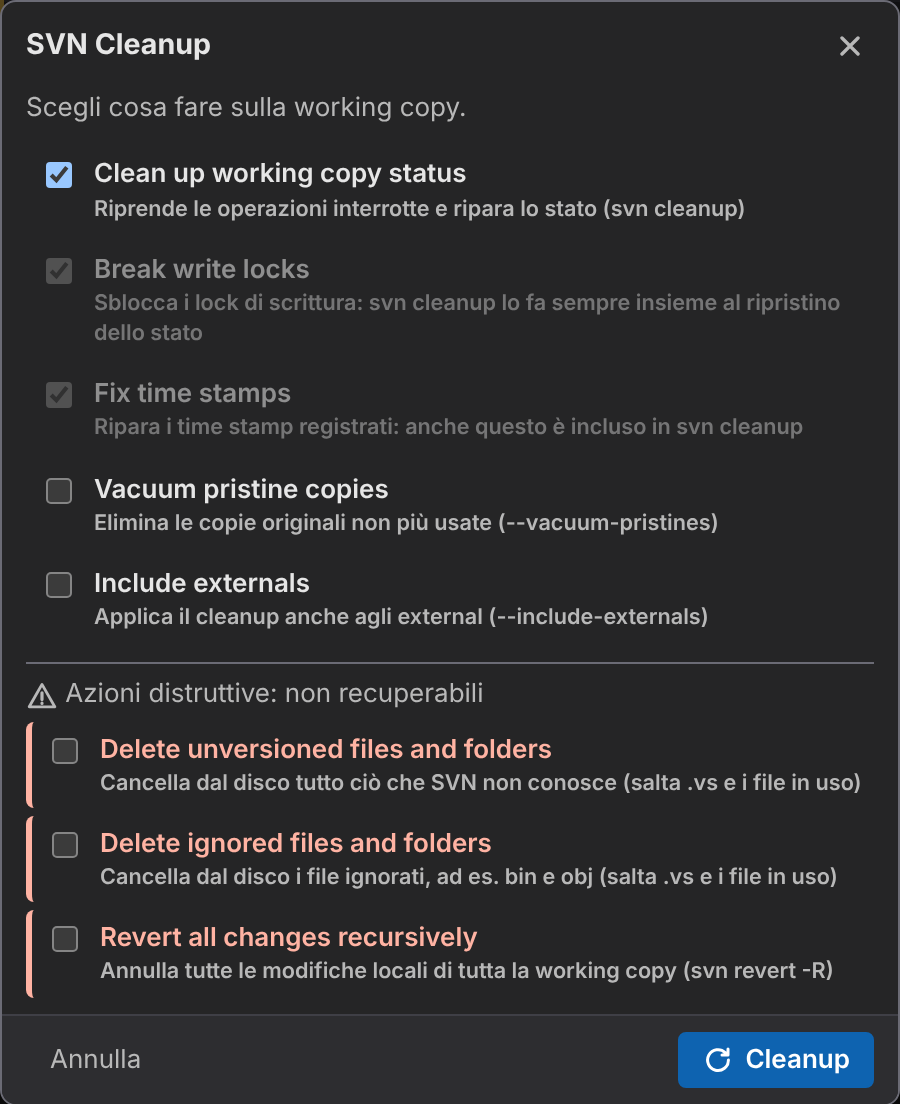 SVN Cleanup
Scegli cosa fare sulla working copy.
Clean up working copy status
Riprende le operazioni interrotte e ripara lo stato (svn cleanup)
Break write locks
Sblocca i lock di scrittura: svn cleanup lo fa sempre insieme al ripristino
dello stato
Fix time stamps
Ripara i time stamp registrati: anche questo è incluso in svn cleanup
Vacuum pristine copies
Elimina le copie originali non più usate (--vacuum-pristines)
Include externals
Applica il cleanup anche agli external (--include-externals)
Azioni distruttive: non recuperabili
Delete unversioned files and folders
Cancella dal disco tutto ciò che SVN non conosce (salta .vs e i file in uso)
Delete ignored files and folders
Cancella dal disco i file ignorati, ad es. bin e obj (salta .vs e i file in uso)
Revert all changes recursively
Annulla tutte le modifiche locali di tutta la working copy (svn revert -R)
Annulla
Cleanup